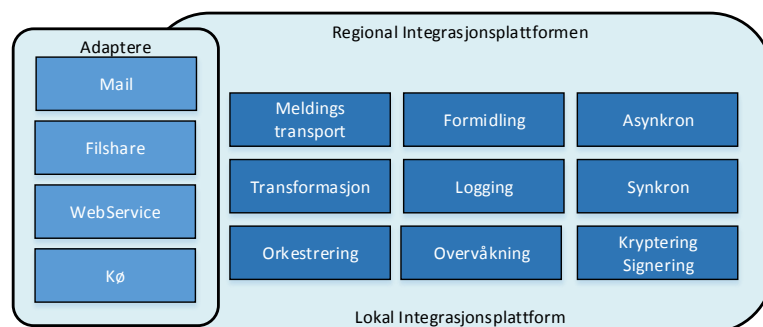 Regional Integrasjonsplattformen
Adaptere
Mail
Filshare
WebService
Kø
Meldings
transport
Formidling
Asynkron
Transformasjon
Logging
Synkron
Orkestrering
Overvåkning
Kryptering
Signering
Lokal Integrasjonsplattform